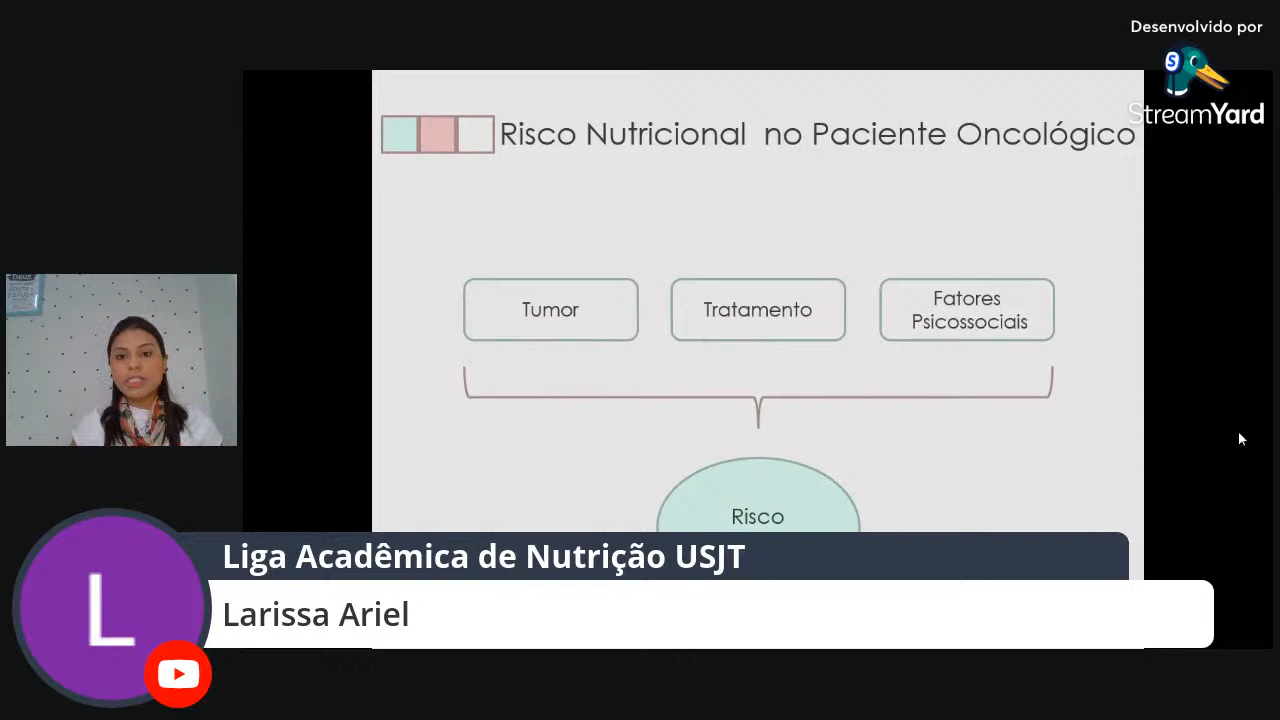 Desenvolvido por
StreamYard
Risco Nutricional no Paciente Oncológico
Tumor
Tratamento
Fatores
Psicossociais
Risco
Deus
Liga Acadêmica de Nutrição USJT
L
Larissa Ariel